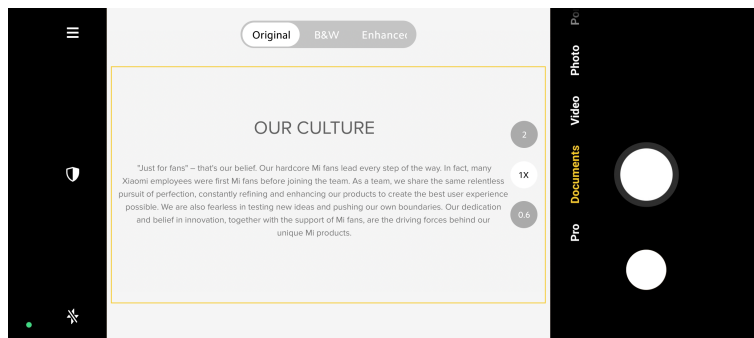 Original B&W Enhance
OUR CULTURE
"Just for fans" – that's our belief. Our hardcore Mi fans lead every step of the way. In fact, many
Xiaomi employees were first Mi fans before joining the team. As a team, we share the same relentless
pursuit of perfection, constantly refining and enhancing our products to create the best user experience
possible. We are also fearless in testing new ideas and pushing our own boundaries. Our dedication
and belief in innovation, together with the support of Mi fans, are the driving forces behind our
unique Mi products.
2
1X
0.6
Po
Photo
Video
Documents
Pro